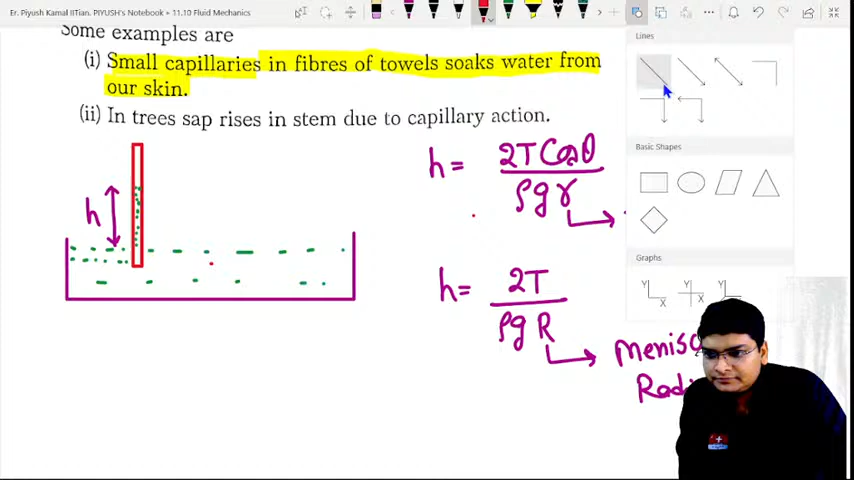 Er. Piyush Kamal IITian. PIYUSH's Notebook » 11.10 Fluid Mechanics
Some examples are
(i) Small capillaries in fibres of towels soaks water from
our skin.
(ii) In trees sap rises in stem due to capillary action.
h = 2T Cosθ / ρgr
h
h = 2T / ρgR
Lines
Basic Shapes
Graphs
Y X Y X